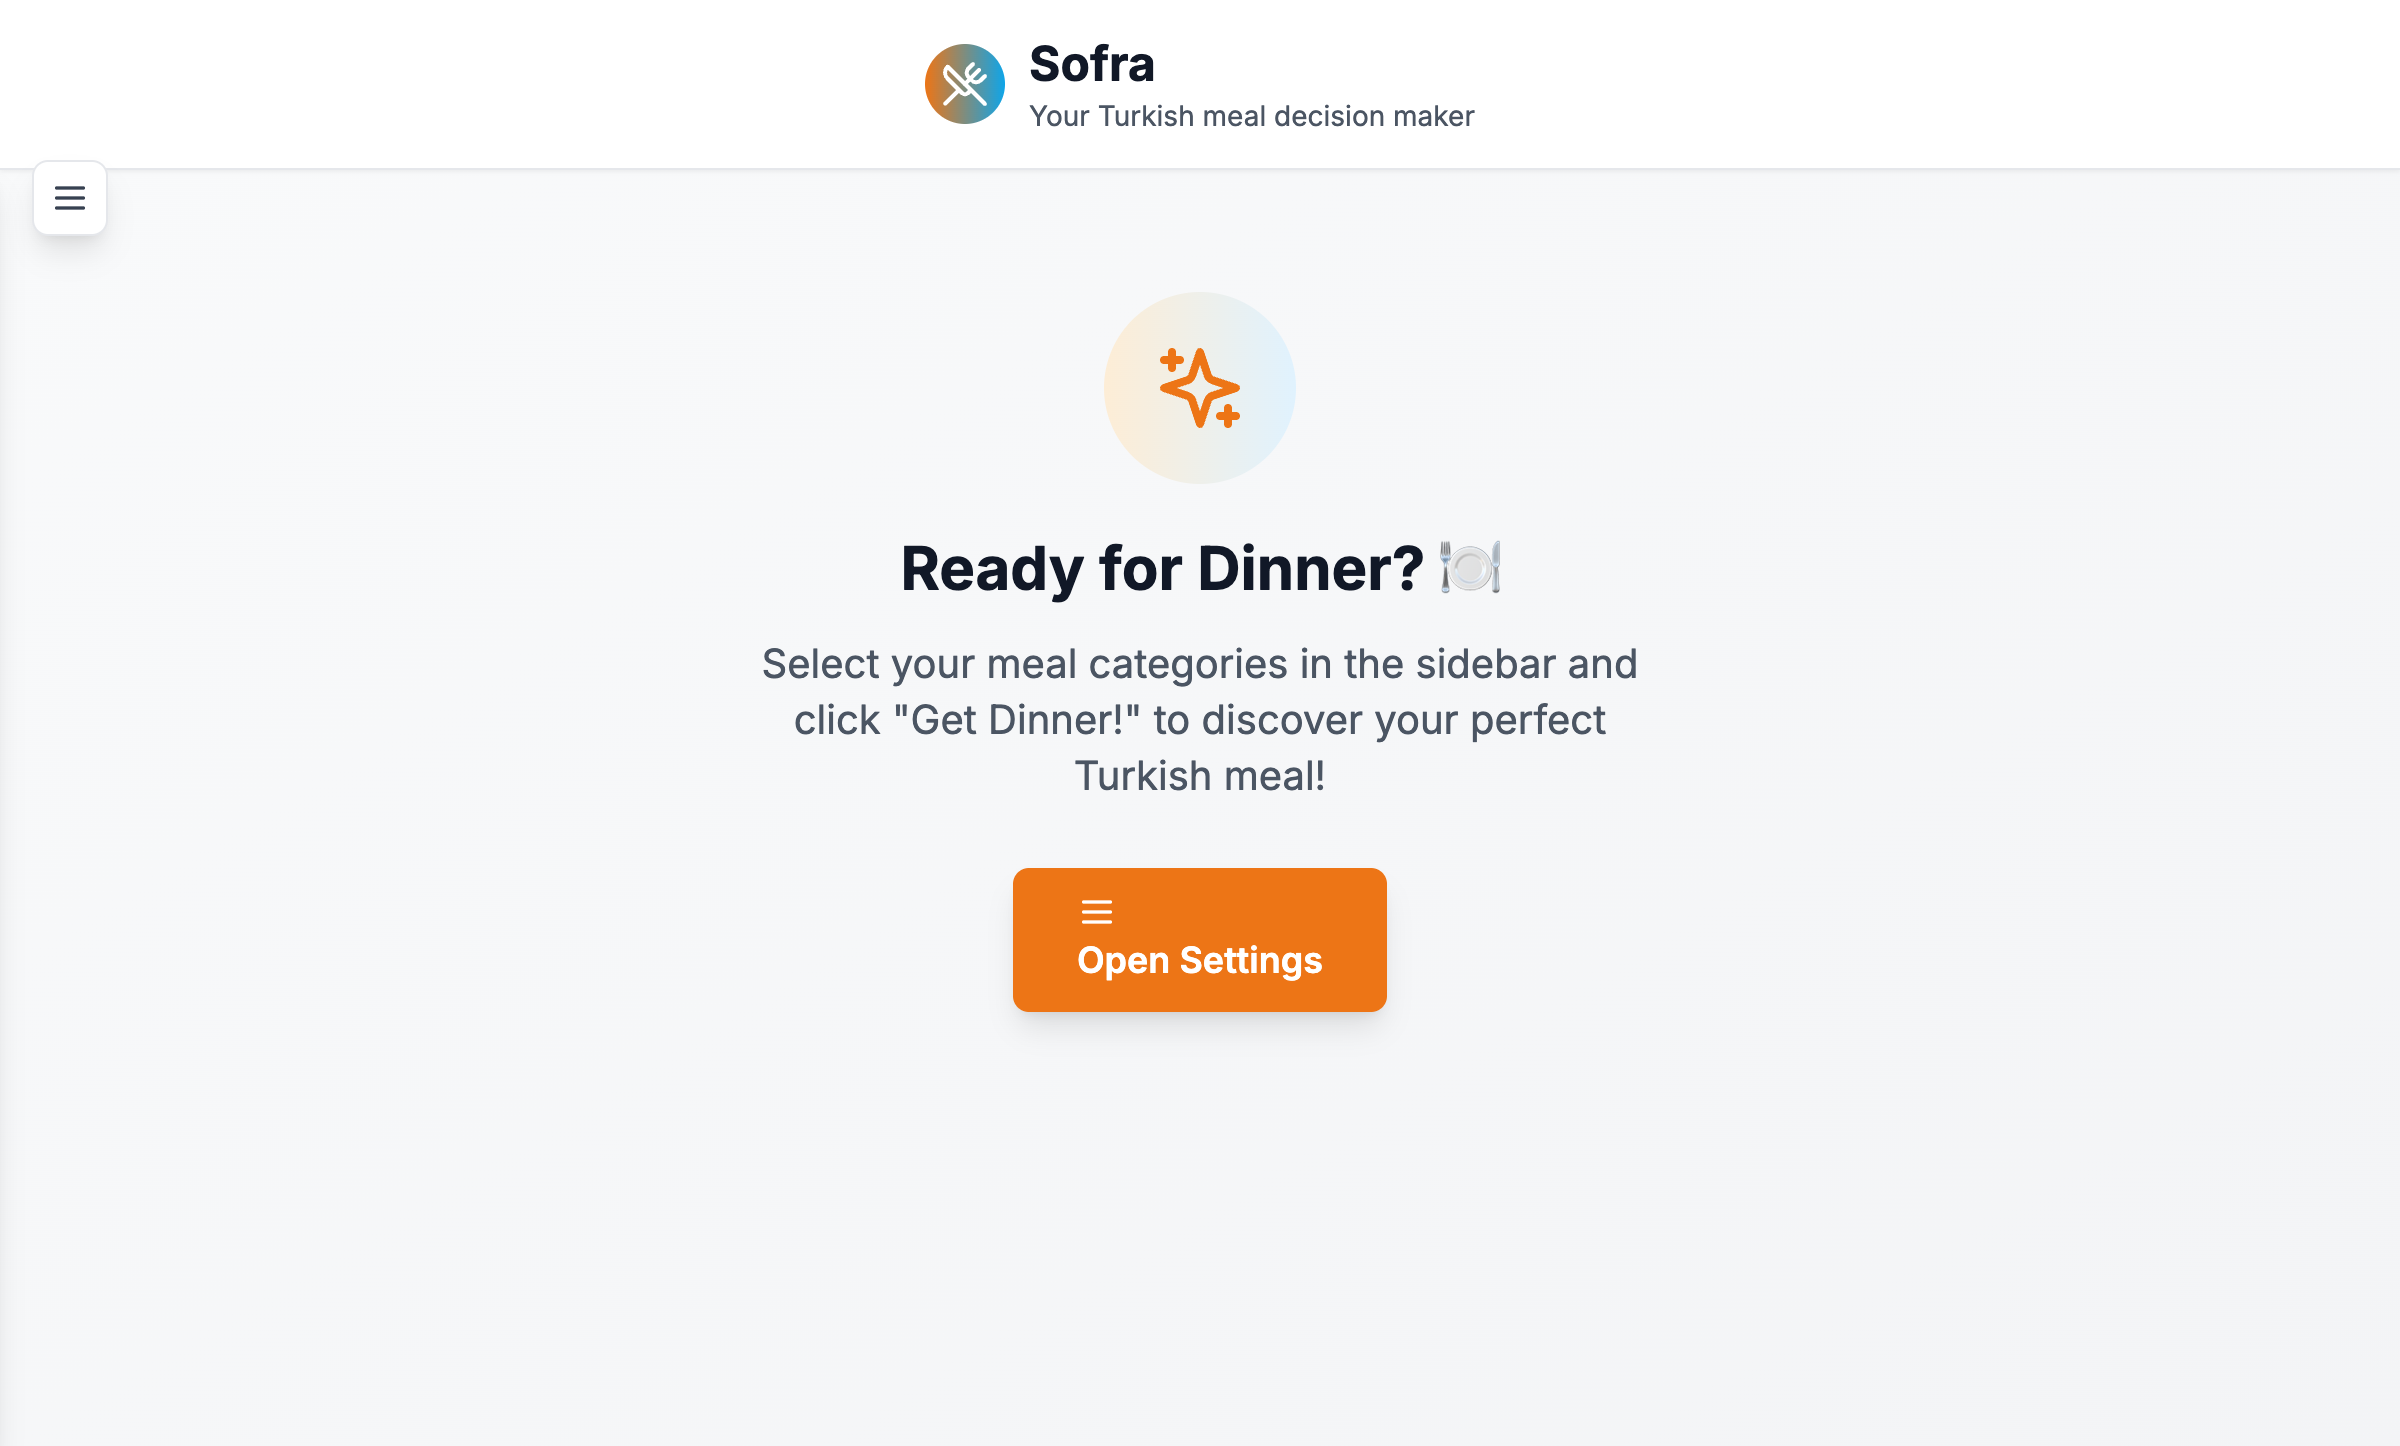 Sofra
Your Turkish meal decision maker
Ready for Dinner? 🍽️
Select your meal categories in the sidebar and
click "Get Dinner!" to discover your perfect
Turkish meal!
Open Settings